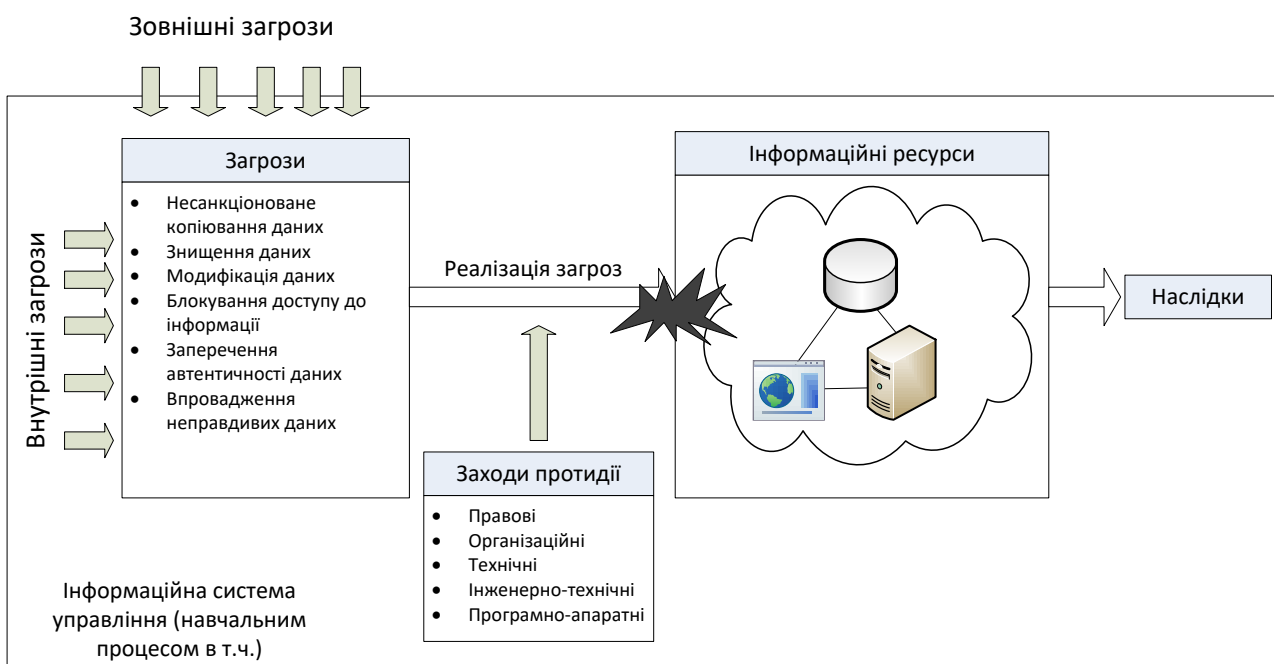 Зовнішні загрози
Внутрішні загрози
Загрози
Несанкціоноване
копіювання даних
Знищення даних
Модифікація даних
Блокування доступу до
інформації
Заперечення
автентичності даних
Впровадження
неправдивих даних
Реалізація загроз
Заходи протидії
Правові
Організаційні
Технічні
Інженерно-технічні
Програмно-апаратні
Інформаційні ресурси
Наслідки
Інформаційна система
управління (навчальним
процесом в т.ч.)